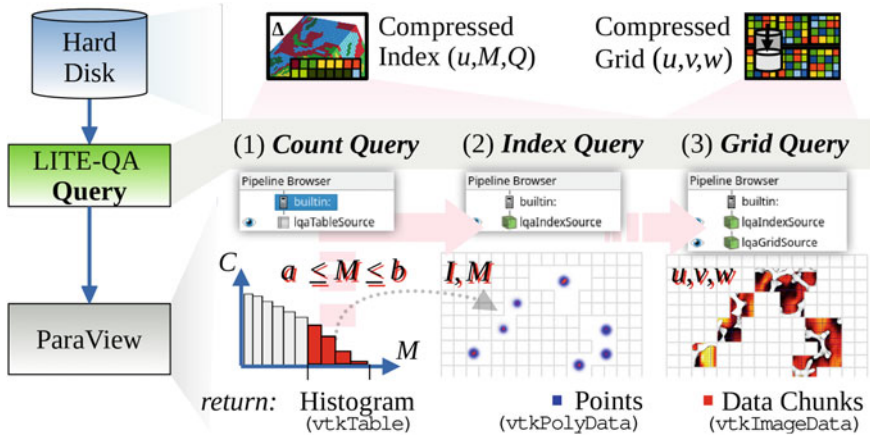 Hard
Disk
Δ
Compressed
Index (u,M,Q)
Compressed
Grid (u,v,w)
LITE-QA
Query
(1) Count Query
(2) Index Query
(3) Grid Query
Pipeline Browser
builtin:
lqaTableSource
Pipeline Browser
builtin:
lqaIndexSource
Pipeline Browser
builtin:
lqaIndexSource
lqaGridSource
ParaView
C
a ≤ M ≤ b
M
I, M
u,v,w
return:
Histogram
(vtkTable)
Points
(vtkPolyData)
Data Chunks
(vtkImageData)